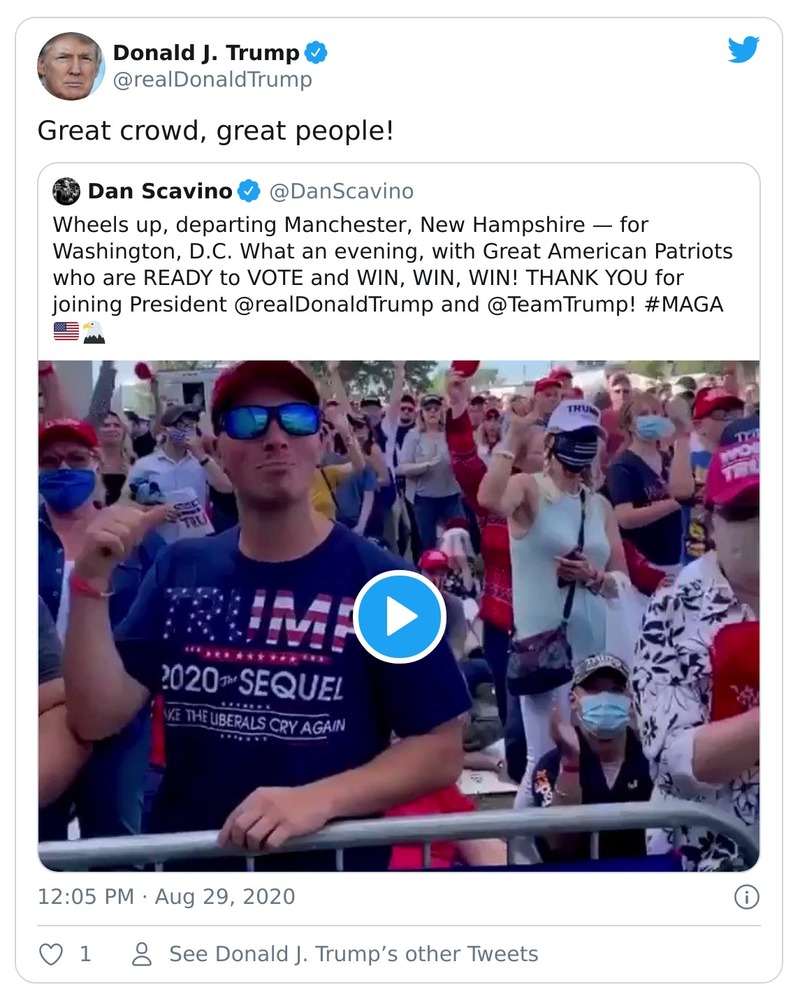 Donald J. Trump
@realDonaldTrump
Great crowd, great people!
Dan Scavino @DanScavino
Wheels up, departing Manchester, New Hampshire — for
Washington, D.C. What an evening, with Great American Patriots
who are READY to VOTE and WIN, WIN, WIN! THANK YOU for
joining President @realDonaldTrump and @TeamTrump! #MAGA
🇺🇸🦅
TRUMP
TRUMP
2020 The SEQUEL
THE LIBERALS CRY AGAIN
12:05 PM · Aug 29, 2020
1 See Donald J. Trump’s other Tweets